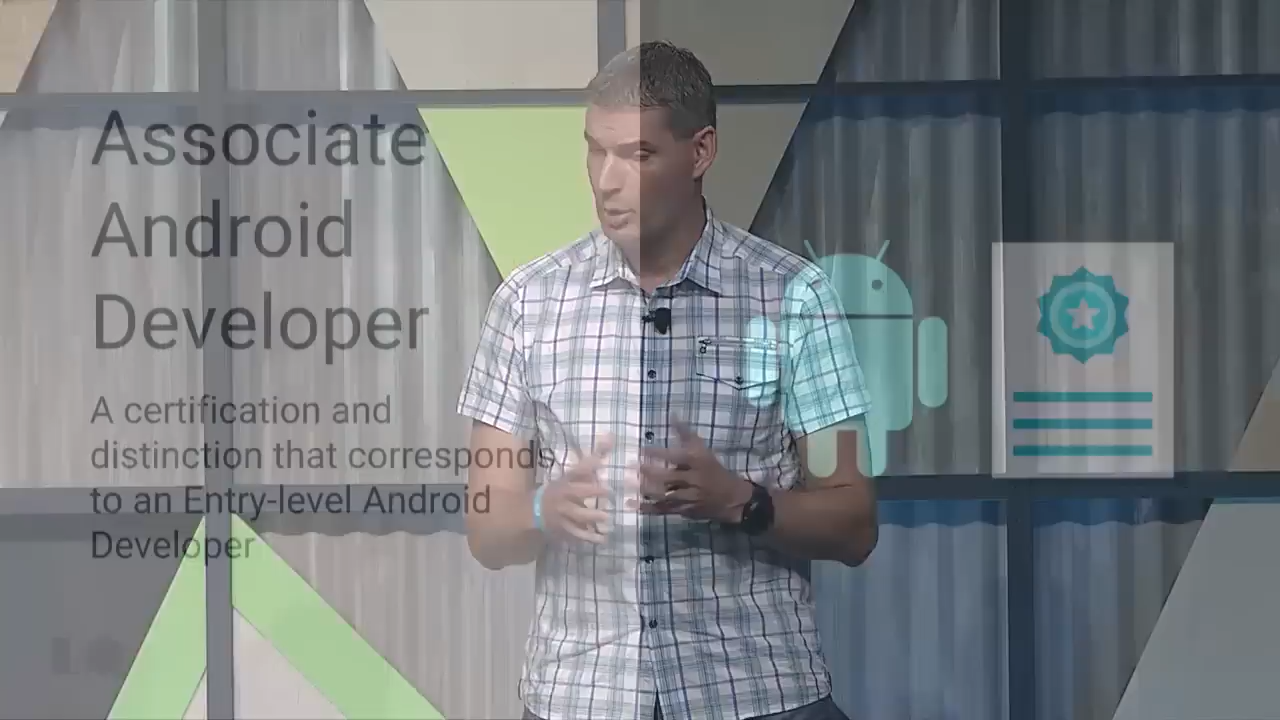 Associate
Android
Developer
A certification and
distinction that corresponds
to an Entry-level Android
Developer